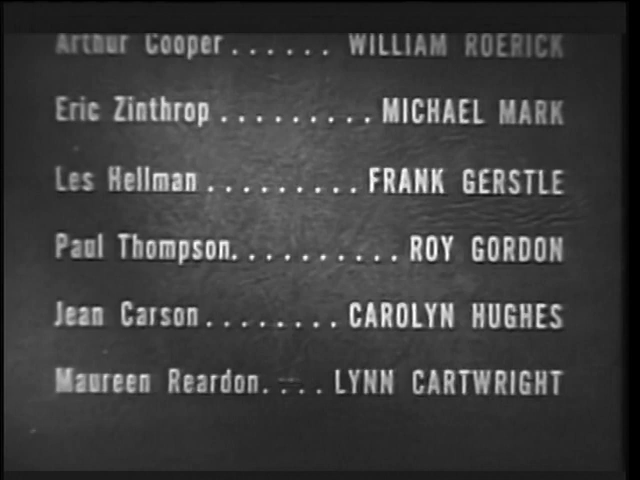 Arthur Cooper . . . . . . WILLIAM ROERICK
Eric Zinthrop . . . . . . . . . MICHAEL MARK
Les Hellman . . . . . . . . . FRANK GERSTLE
Paul Thompson. . . . . . . . . . ROY GORDON
Jean Carson . . . . . . . . CAROLYN HUGHES
Maureen Reardon. . . . LYNN CARTWRIGHT